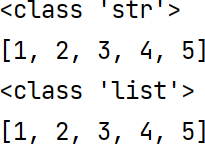 <class 'str'>
[1, 2, 3, 4, 5]
<class 'list'>
[1, 2, 3, 4, 5]